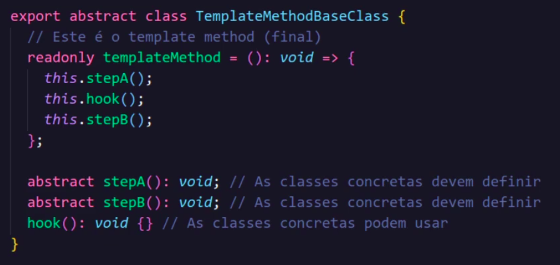 export abstract class TemplateMethodBaseClass {
  // Este é o template method (final)
  readonly templateMethod = (): void => {
    this.stepA();
    this.hook();
    this.stepB();
  };

  abstract stepA(): void; // As classes concretas devem definir
  abstract stepB(): void; // As classes concretas devem definir
  hook(): void {} // As classes concretas podem usar
}